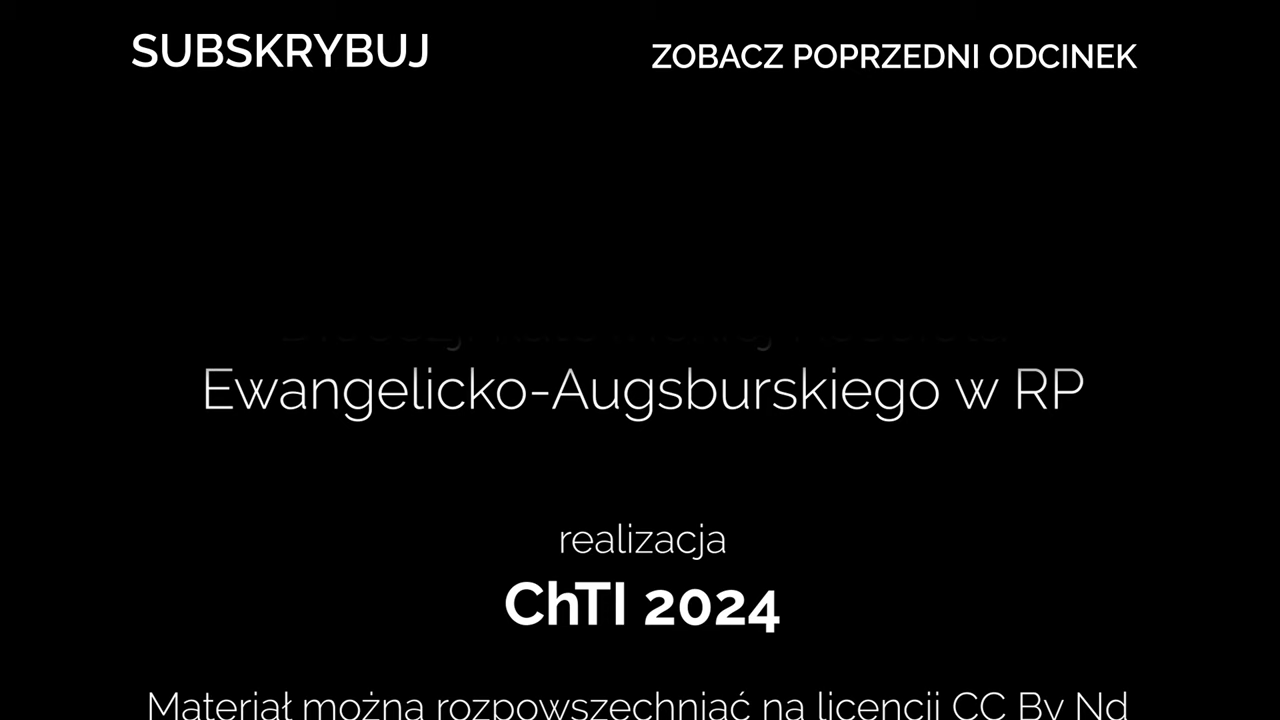 SUBSKRYBUJ
ZOBACZ POPRZEDNI ODCINEK
Ewangelicko-Augsburskiego w RP
realizacja
ChTI 2024
Materiał można rozpowszechniać na licencji CC By Nd